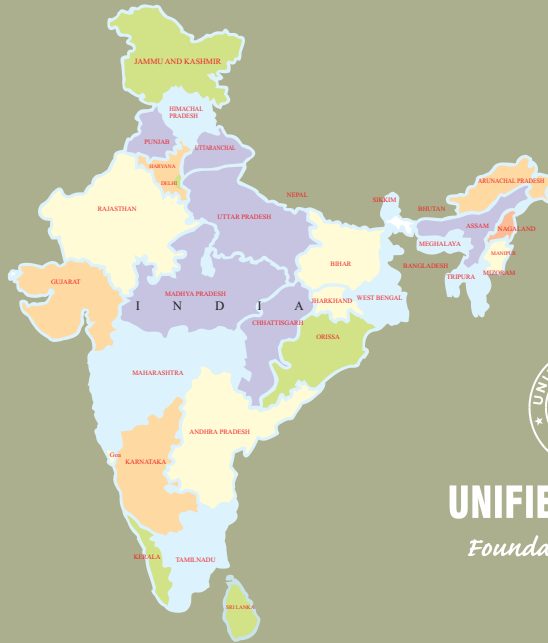 JAMMU AND KASHMIR
HIMACHAL
PRADESH
PUNJAB
UTTARANCHAL
HARYANA
DELHI
RAJASTHAN
UTTAR PRADESH
NEPAL
SIKKIM
BHUTAN
ARUNACHAL PRADESH
ASSAM
NAGALAND
MEGHALAYA
MANIPUR
BIHAR
BANGLADESH
TRIPURA
MIZORAM
GUJARAT
MADHYA PRADESH
I N D I A
JHARKHAND
WEST BENGAL
CHHATTISGARH
ORISSA
MAHARASHTRA
ANDHRA PRADESH
Goa
KARNATAKA
KERALA
TAMILNADU
SRI LANKA
★ UNI
UNIFIE
Founda